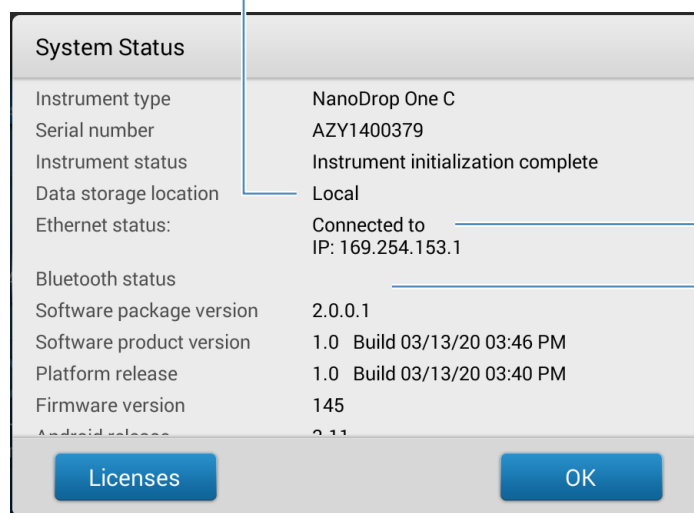 System Status
Instrument type NanoDrop One C
Serial number AZY1400379
Instrument status Instrument initialization complete
Data storage location Local
Ethernet status: Connected to
IP: 169.254.153.1
Bluetooth status
Software package version 2.0.0.1
Software product version 1.0 Build 03/13/20 03:46 PM
Platform release 1.0 Build 03/13/20 03:40 PM
Firmware version 145
Android release
Licenses OK